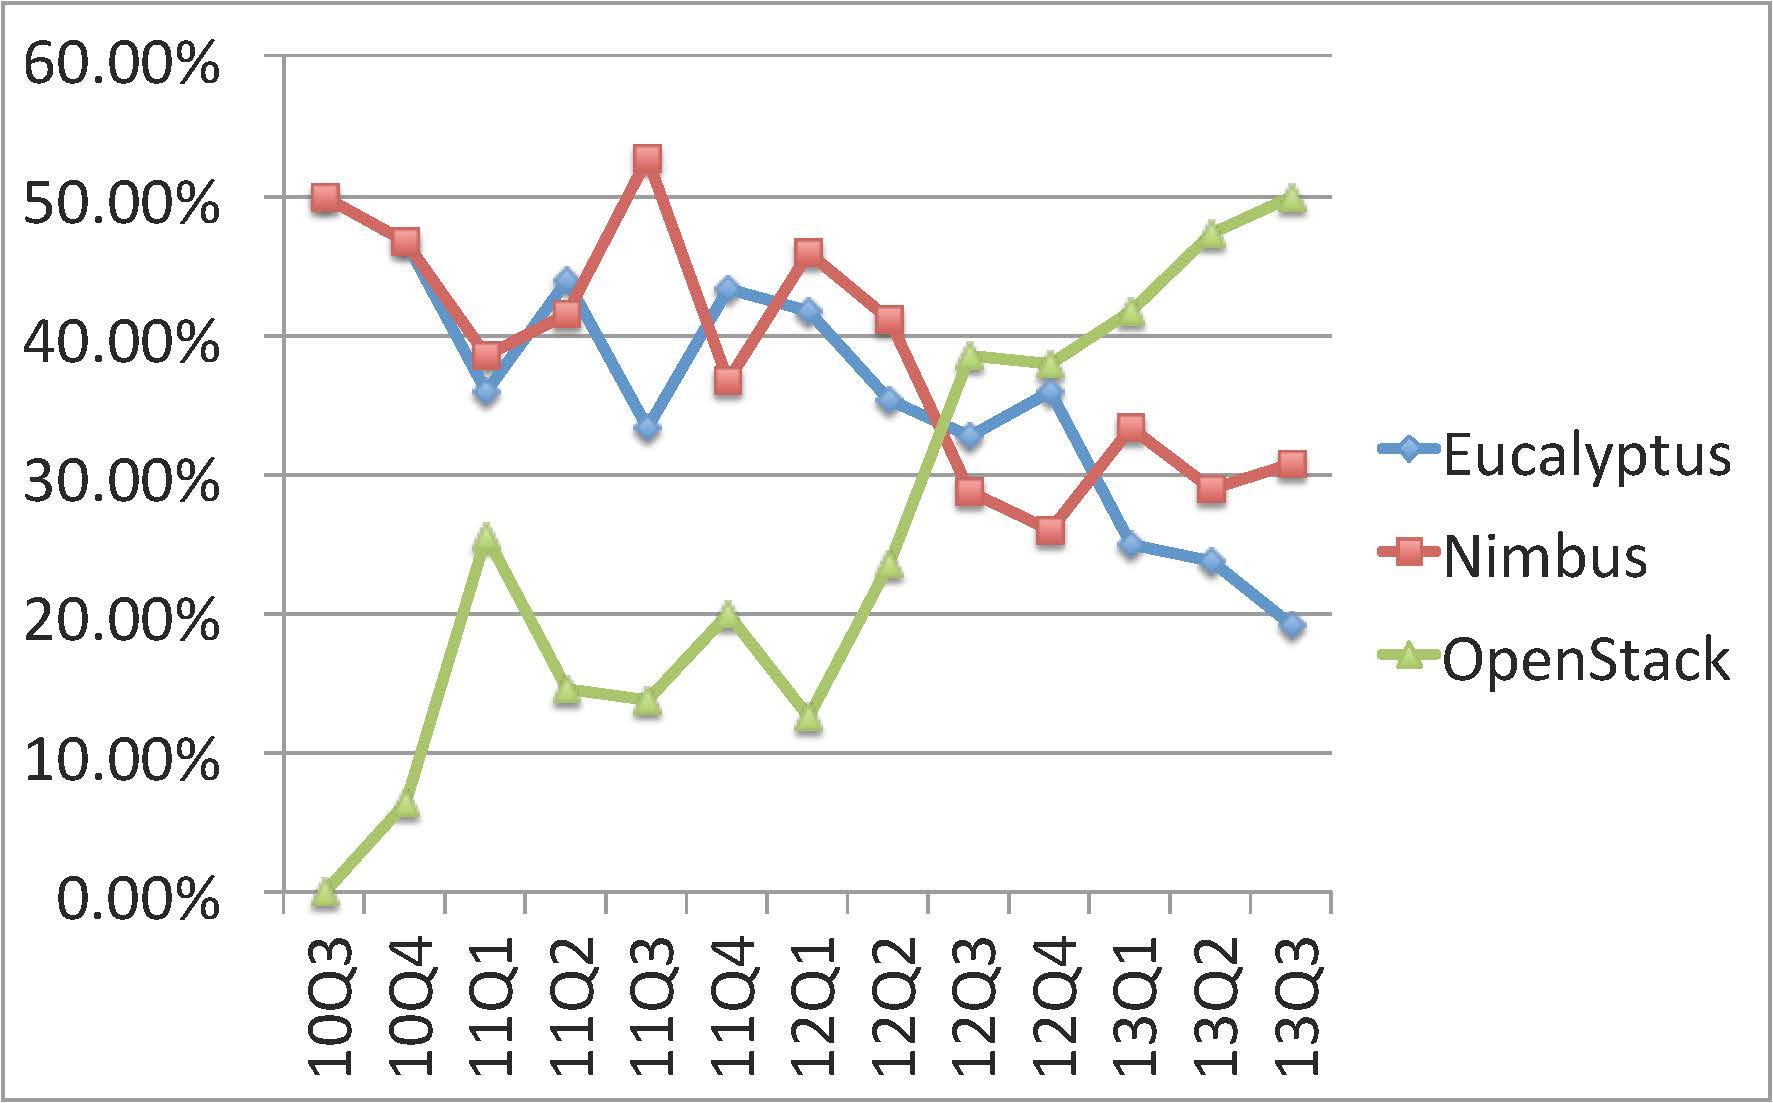 60.00%
50.00%
40.00%
30.00%
20.00%
10.00%
0.00%
10Q3
10Q4
11Q1
11Q2
11Q3
11Q4
12Q1
12Q2
12Q3
12Q4
13Q1
13Q2
13Q3
Eucalyptus
Nimbus
OpenStack